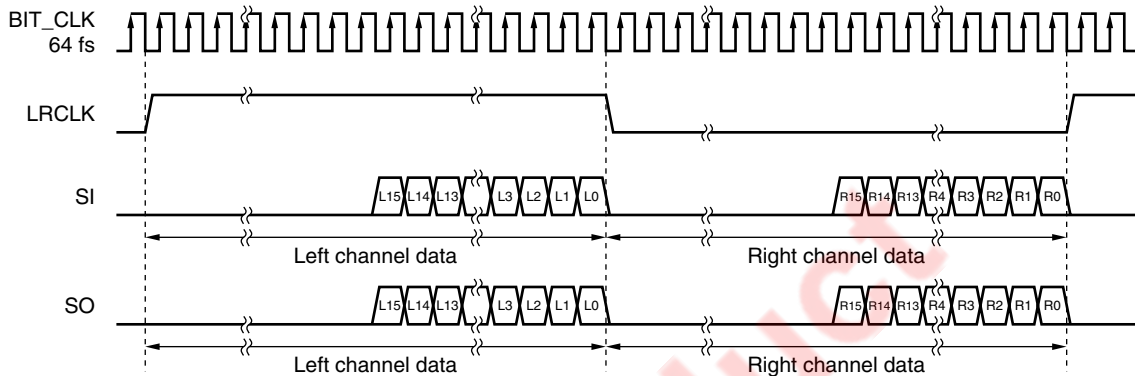 BIT_CLK
64 fs
LRCLK
SI
L15 L14 L13 L3 L2 L1 L0 R15 R14 R13 R4 R3 R2 R1 R0
Left channel data Right channel data
SO
L15 L14 L13 L3 L2 L1 L0 R15 R14 R13 R4 R3 R2 R1 R0
Left channel data Right channel data
uct